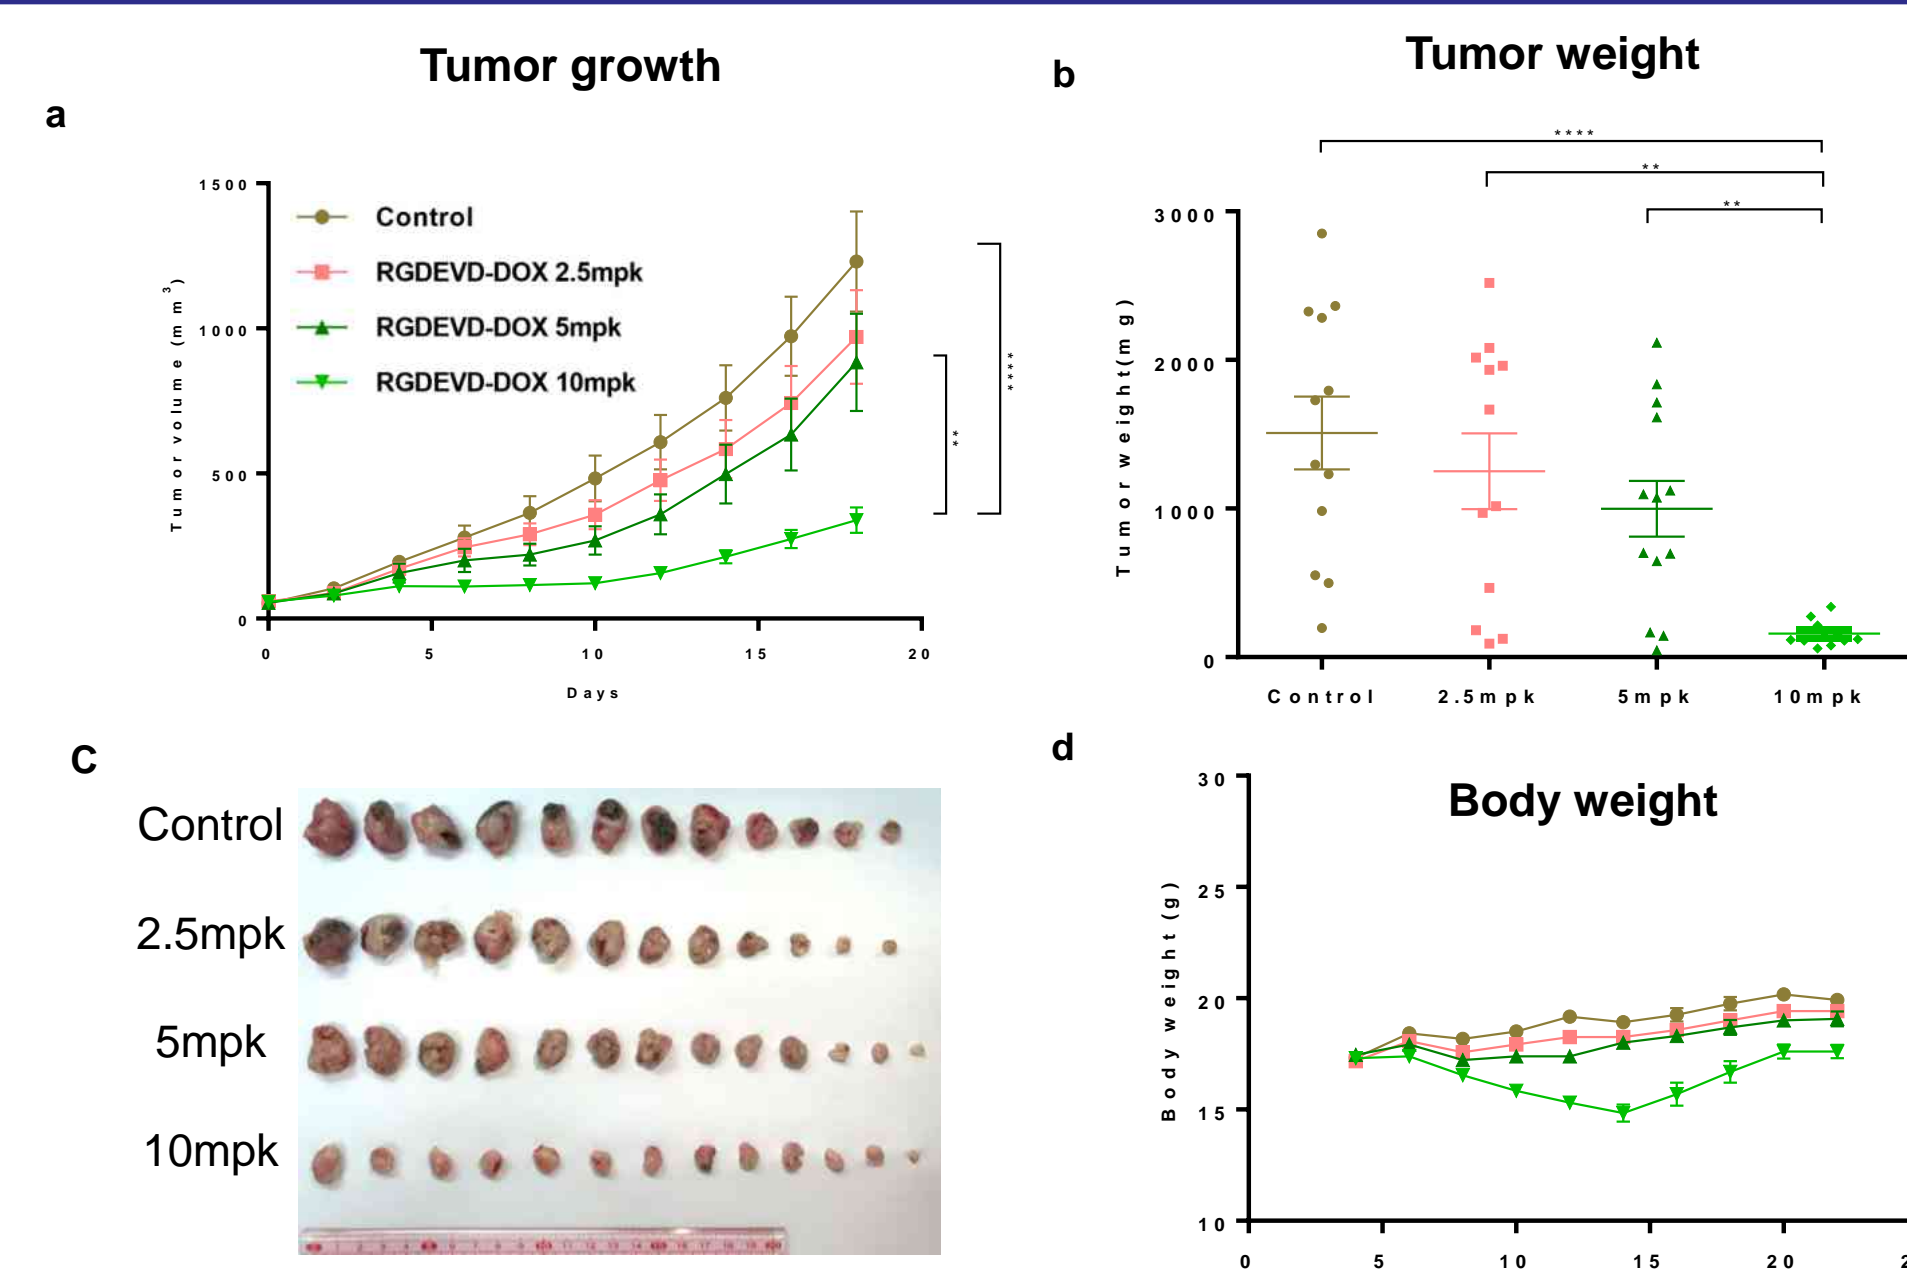 Tumor growth
a
1500
1000
500
0
Tumor volume (mm3)
Control
RGDEVD-DOX 2.5mpk
RGDEVD-DOX 5mpk
RGDEVD-DOX 10mpk
**
****
0 5 10 15 20
Days
Tumor weight
b
****
**
**
3000
2000
1000
0
Tumor weight(mg)
Control 2.5mpk 5mpk 10mpk
C
Control
2.5mpk
5mpk
10mpk
d
Body weight
30
25
20
15
10
Body weight (g)
0 5 10 15 20